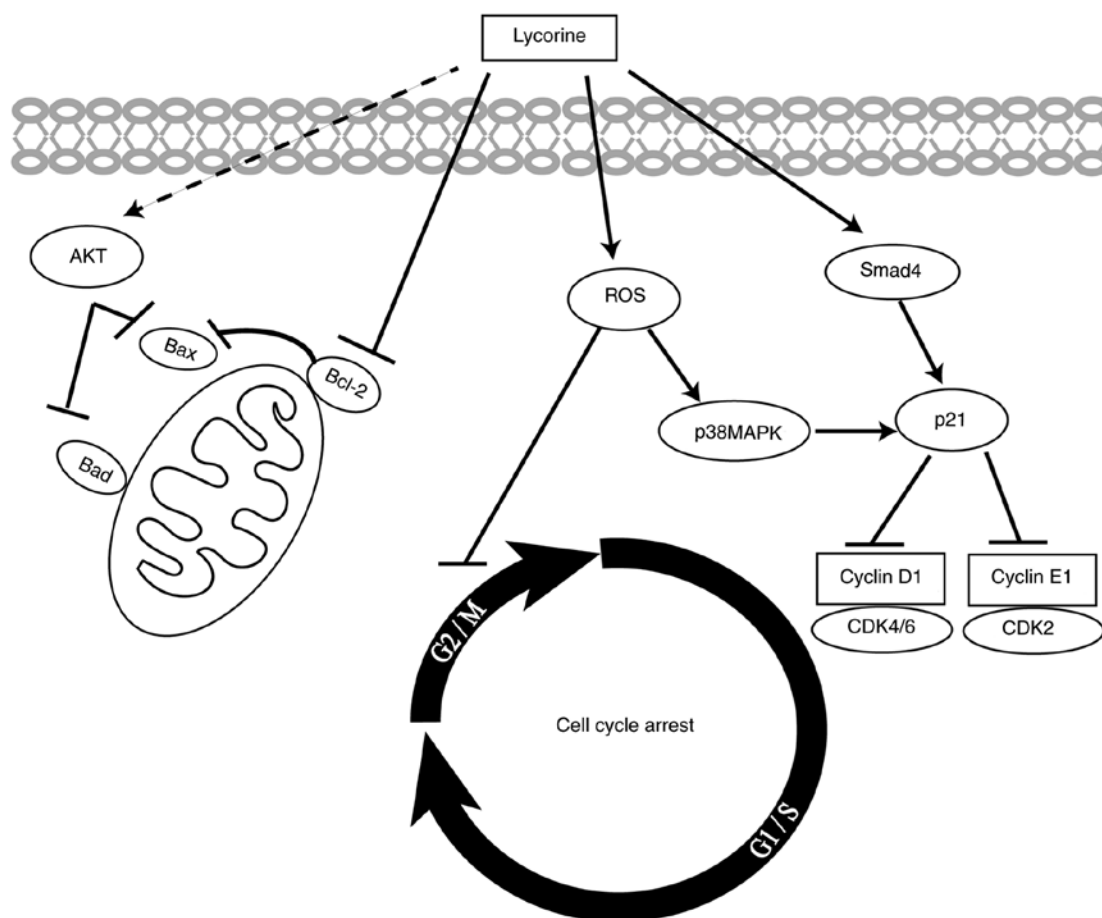 Lycorine
AKT
Smad4
ROS
Bax
Bcl-2
p38MAPK
p21
Bad
Cyclin D1
Cyclin E1
CDK4/6
CDK2
G2 / M
Cell cycle arrest
G1 / S